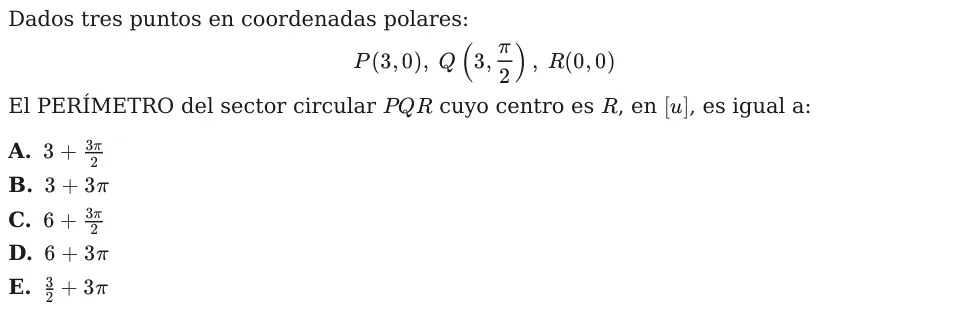 Dados tres puntos en coordenadas polares:
P(3,0), Q(3, π/2), R(0,0)
El PERÍMETRO del sector circular PQR cuyo centro es R, en [u], es igual a:
A. 3 + 3π/2
B. 3 + 3π
C. 6 + 3π/2
D. 6 + 3π
E. 3/2 + 3π